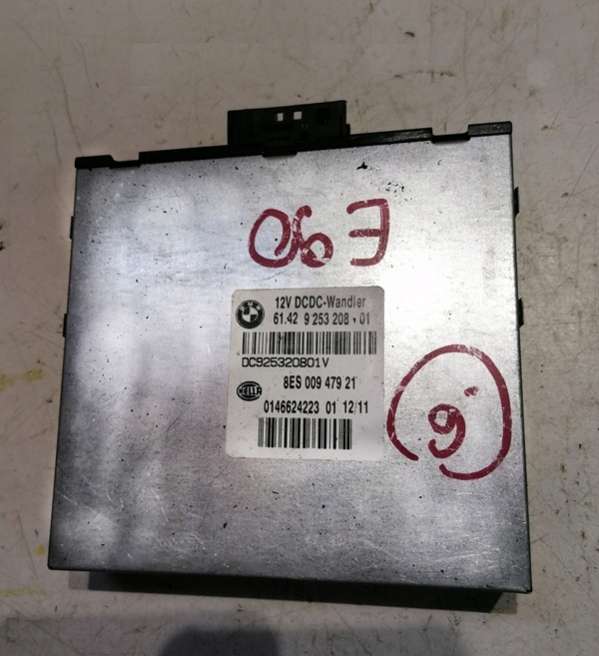 E90
12V DCDC-Wandler
61.42 9 253 208 - 01
DC925320801V
8ES 009 479 21
HELLA
0146624223 01 12/11